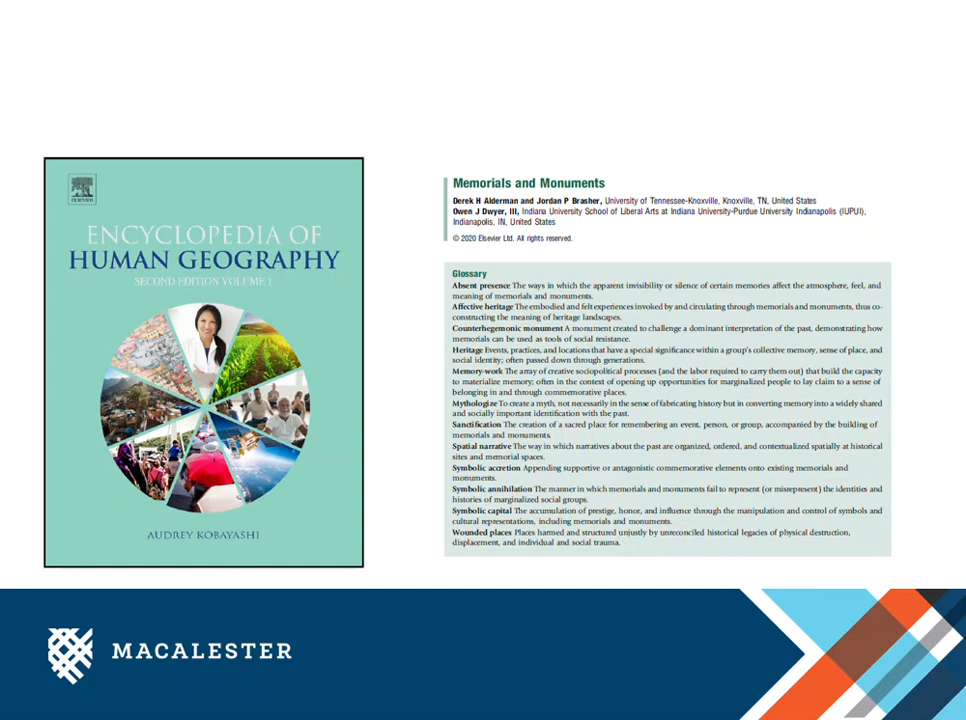 ELSEVIER
ENCYCLOPEDIA OF
HUMAN GEOGRAPHY
SECOND EDITION VOLUME 1
AUDREY KOBAYASHI
Memorials and Monuments
Derek H Alderman and Jordan P Brasher, University of Tennessee-Knoxville, Knoxville, TN, United States
Owen J Dwyer, III, Indiana University School of Liberal Arts at Indiana University-Purdue University Indianapolis (IUPUI),
Indianapolis, IN, United States
© 2020 Elsevier Ltd. All rights reserved.
Glossary
Absent presence The ways in which the apparent invisibility or silence of certain memories affect the atmosphere, feel, and
meaning of memorials and monuments.
Affective heritage The embodied and felt experiences invoked by and circulating through memorials and monuments, thus co-
constructing the meaning of heritage landscapes.
Counterhegemonic monument A monument created to challenge a dominant interpretation of the past, demonstrating how
memorials can be used as tools of social resistance.
Heritage Events, practices, and locations that have a special significance within a group's collective memory, sense of place, and
social identity; often passed down through generations.
Memory-work The array of creative sociopolitical processes (and the labor required to carry them out) that build the capacity
to materialize memory; often in the context of opening up opportunities for marginalized people to lay claim to a sense of
belonging in and through commemorative places.
Mythologize To create a myth, not necessarily in the sense of fabricating history but in converting memory into a widely shared
and socially important identification with the past.
Sanctification The creation of a sacred place for remembering an event, person, or group, accompanied by the building of
memorials and monuments.
Spatial narrative The way in which narratives about the past are organized, ordered, and contextualized spatially at historical
sites and memorial spaces.
Symbolic accretion Appending supportive or antagonistic commemorative elements onto existing memorials and
monuments.
Symbolic annihilation The manner in which memorials and monuments fail to represent (or misrepresent) the identities and
histories of marginalized social groups.
Symbolic capital The accumulation of prestige, honor, and influence through the manipulation and control of symbols and
cultural representations, including memorials and monuments.
Wounded places Places harmed and structured unjustly by unreconciled historical legacies of physical destruction,
displacement, and individual and social trauma.
MACALESTER